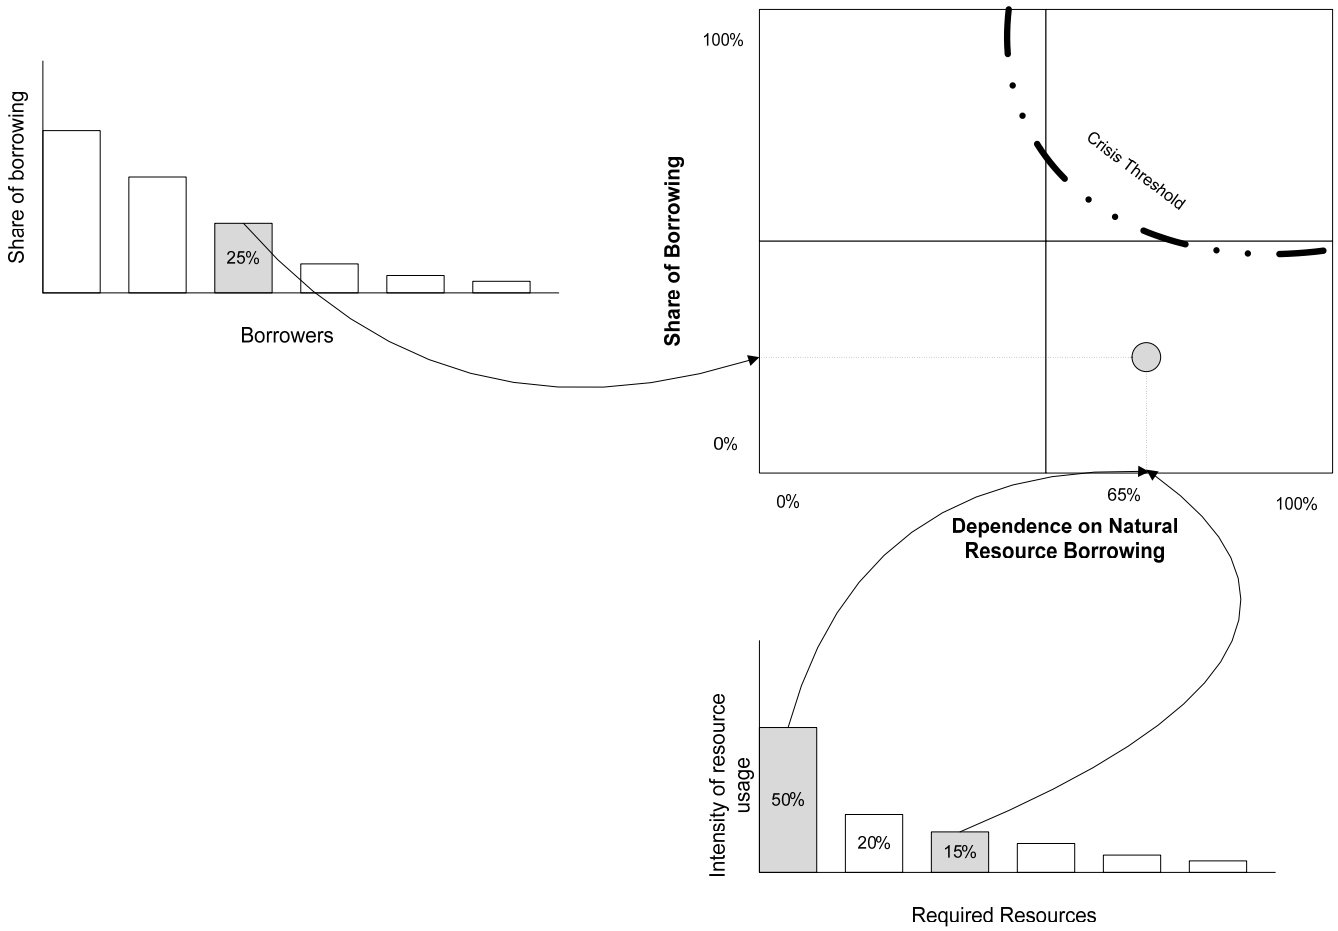 Share of borrowing
25%
Borrowers
100%
Share of Borrowing
0%
Crisis Threshold
0%
65%
100%
Dependence on Natural
Resource Borrowing
Intensity of resource
usage
50%
20%
15%
Required Resources